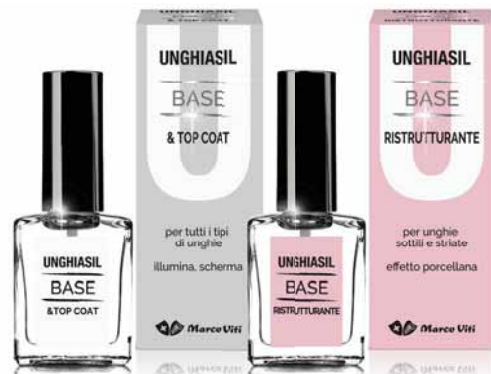 UNGHIASIL
BASE
& TOP COAT
per tutti i tipi
di unghie
illumina, scherma
Marco Viti
UNGHIASIL
BASE
RISTRUTTURANTE
per unghie
sottili e striate
effetto porcellana
Marco Viti
UNGHIASIL
BASE
& TOP COAT
UNGHIASIL
BASE
RISTRUTTURANTE